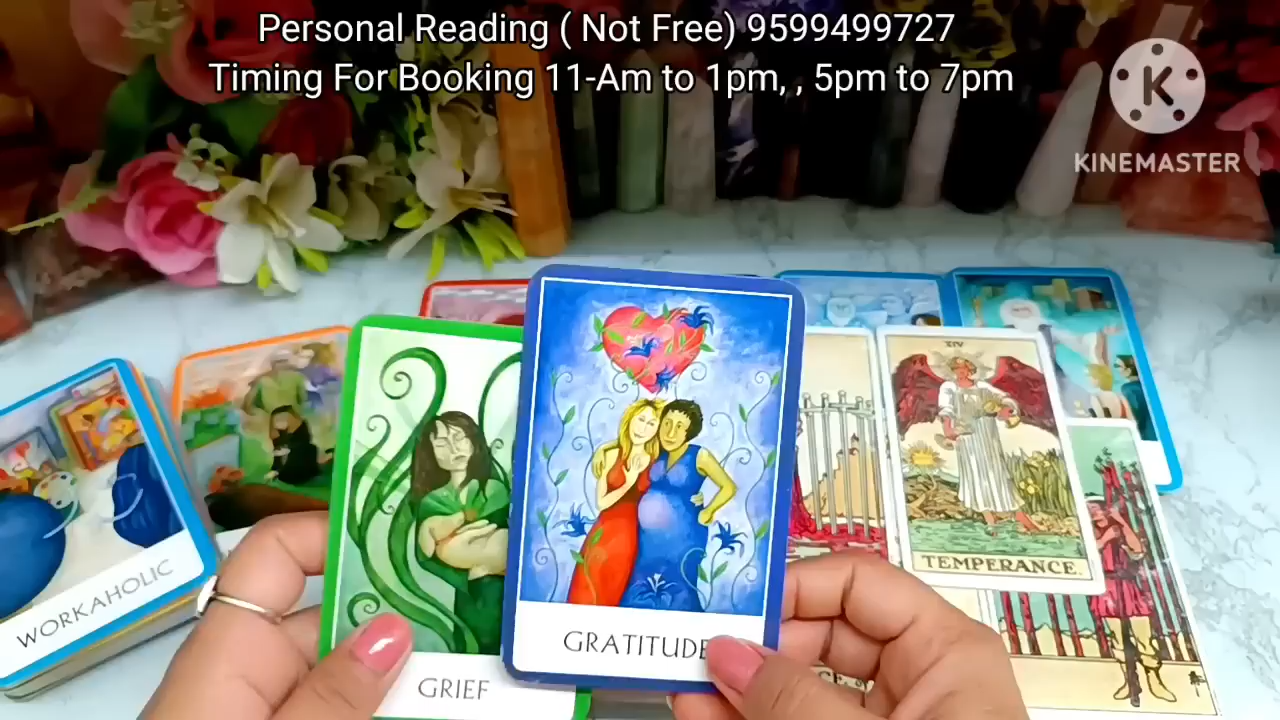 Personal Reading ( Not Free) 9599499727
Timing For Booking 11-Am to 1pm, , 5pm to 7pm
K
KINEMASTER
XIV
TEMPERANCE.
WORKAHOLIC
GRATITUDE
GRIEF